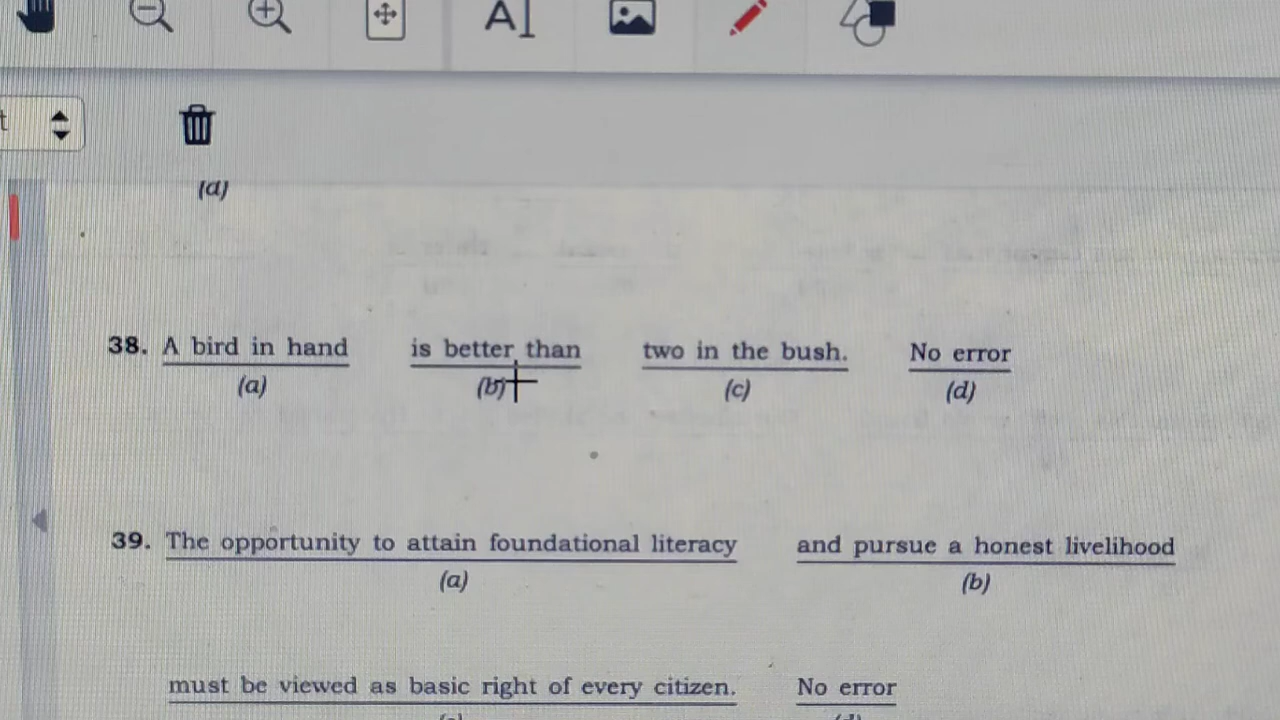 A
t
(d)
38. A bird in hand is better than two in the bush. No error
(a) (b) (c) (d)
39. The opportunity to attain foundational literacy and pursue a honest livelihood
(a) (b)
must be viewed as basic right of every citizen. No error